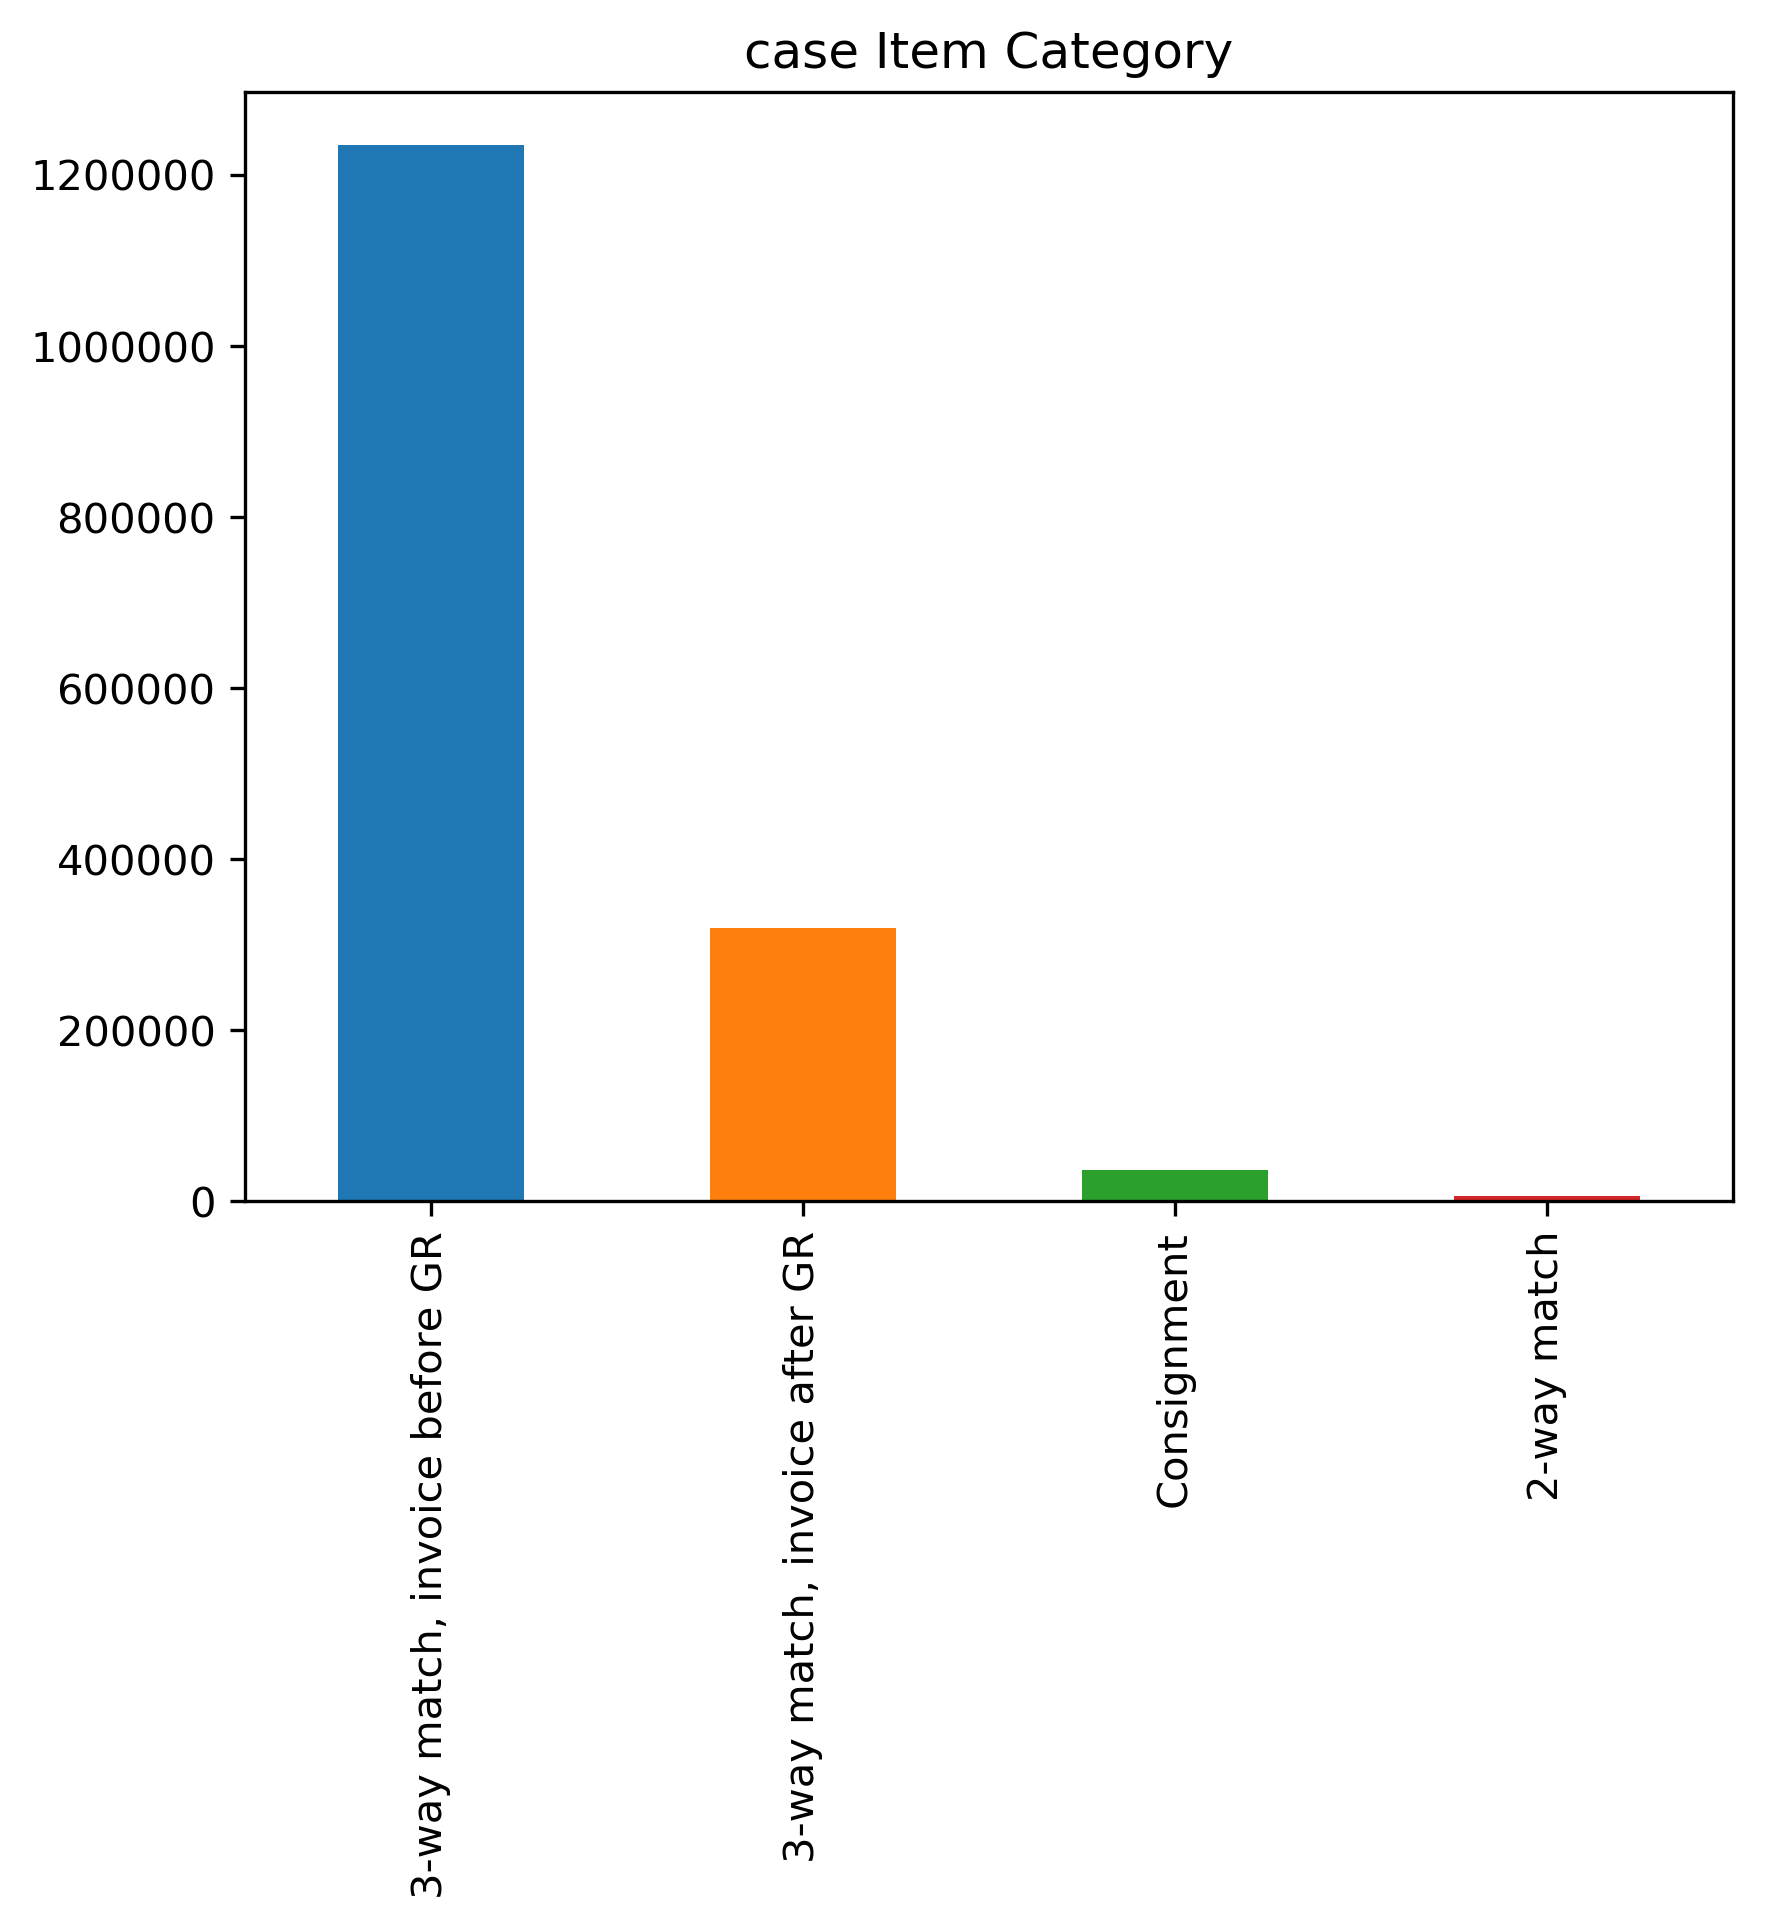 case Item Category
1200000
1000000
800000
600000
400000
200000
0
3-way match, invoice before GR
3-way match, invoice after GR
Consignment
2-way match